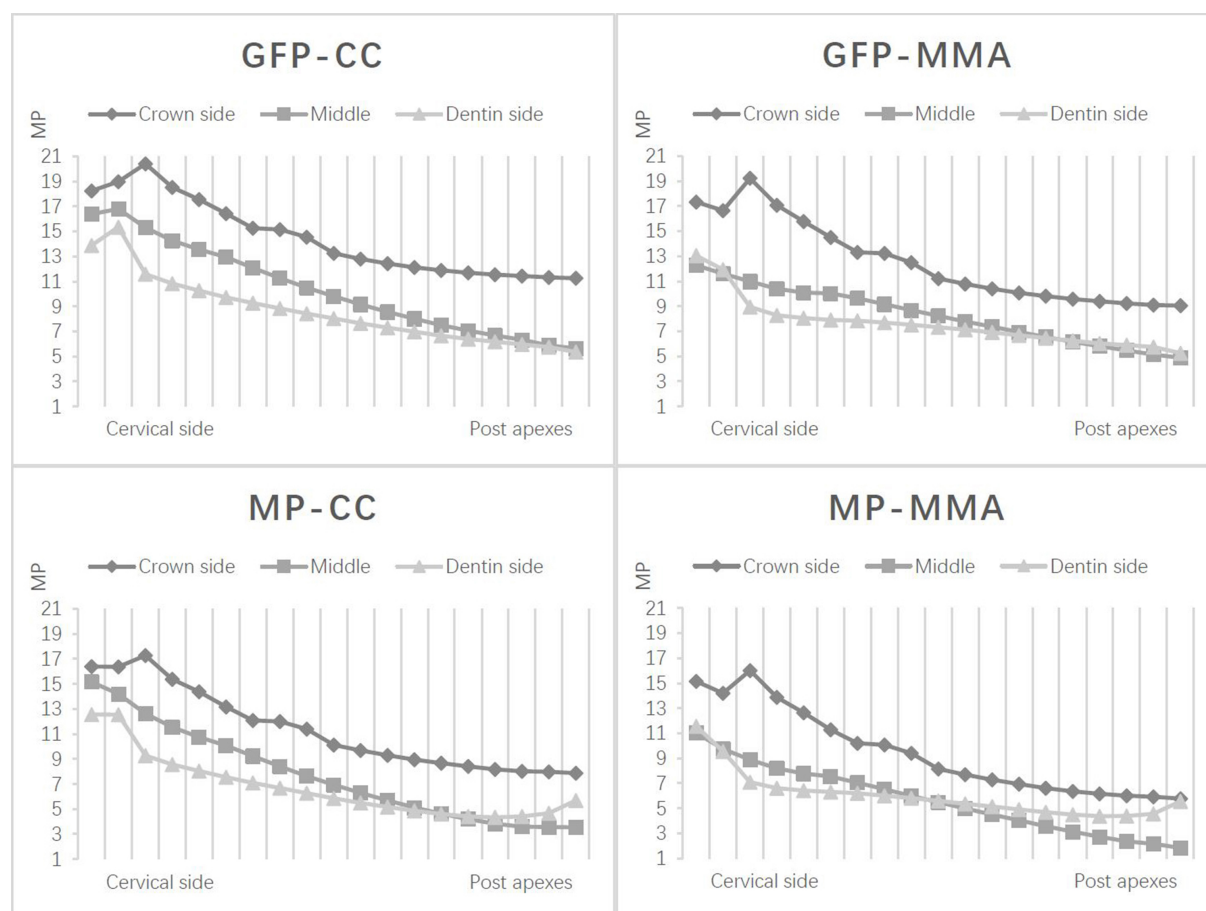 GFP-CC
MP
Crown side Middle Dentin side
21
19
17
15
13
11
9
7
5
3
1
Cervical side Post apexes
GFP-MMA
MP
Crown side Middle Dentin side
21
19
17
15
13
11
9
7
5
3
1
Cervical side Post apexes
MP-CC
MP
Crown side Middle Dentin side
21
19
17
15
13
11
9
7
5
3
1
Cervical side Post apexes
MP-MMA
MP
Crown side Middle Dentin side
21
19
17
15
13
11
9
7
5
3
1
Cervical side Post apexes